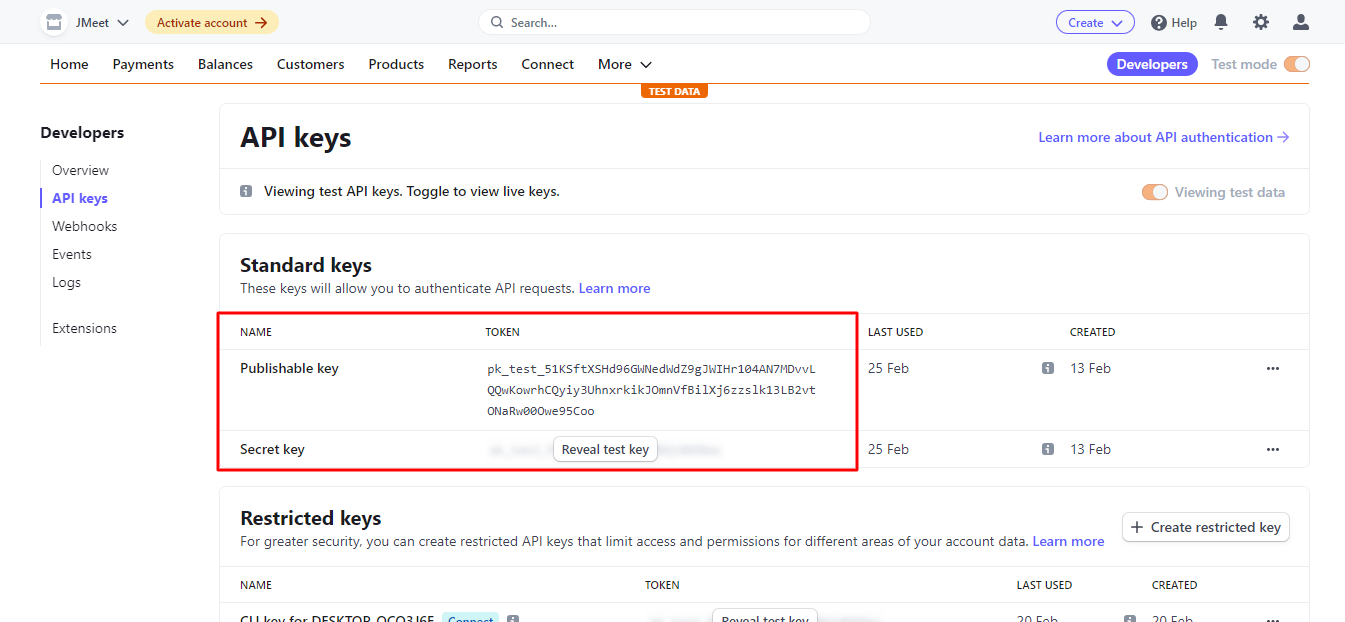 JMeet
Activate account
Search...
Create
Help
Home Payments Balances Customers Products Reports Connect More
Developers Test mode
TEST DATA
Developers
Overview
API keys
Webhooks
Events
Logs
Extensions
API keys
Learn more about API authentication
Viewing test API keys. Toggle to view live keys.
Viewing test data
Standard keys
These keys will allow you to authenticate API requests. Learn more
NAME TOKEN LAST USED CREATED
Publishable key
pk_test_51KSftXSHd96GWNedWdZ9gJWIHr104AN7MDvvL
QQwKowrhCQyiy3UhnxrkikJOmnVfBilXj6zzslk13LB2vt
ONaRw00Owe95Coo
25 Feb 13 Feb
Secret key Reveal test key 25 Feb 13 Feb
Restricted keys
For greater security, you can create restricted API keys that limit access and permissions for different areas of your account data. Learn more
Create restricted key
NAME TOKEN LAST USED CREATED
CLI key for DESKTOP- Connect Reveal test key 20 Feb 20 Feb